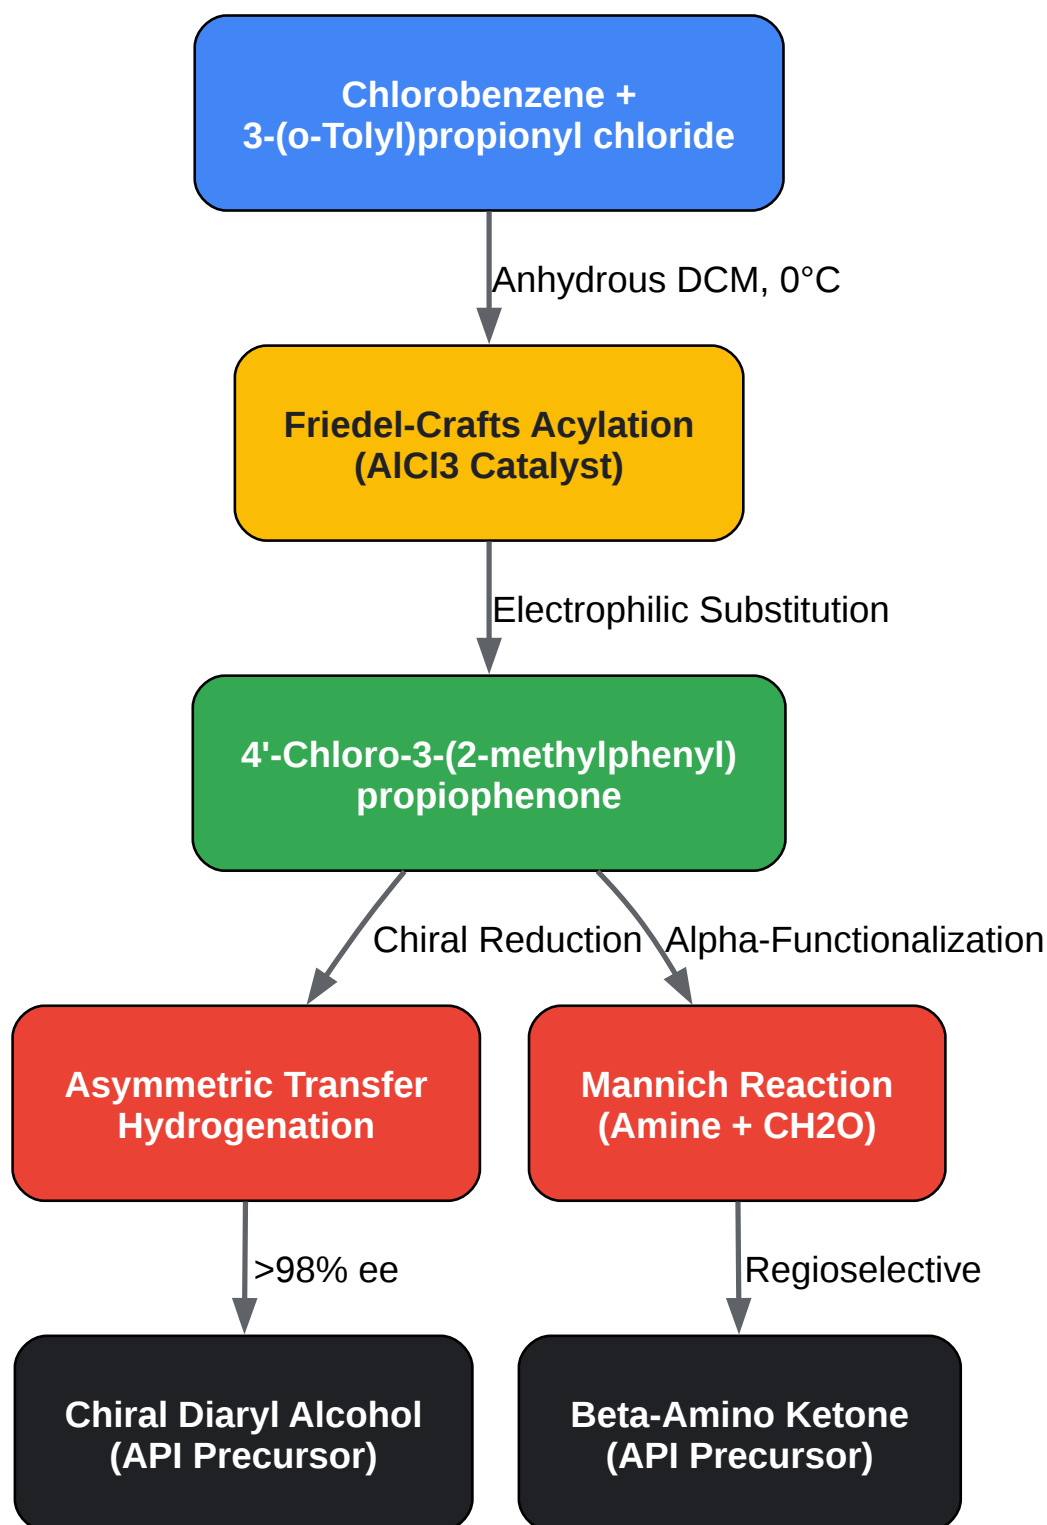 Chlorobenzene +
3-(o-Tolyl)propionyl chloride
Anhydrous DCM, 0°C
Friedel-Crafts Acylation
(AlCl3 Catalyst)
Electrophilic Substitution
4'-Chloro-3-(2-methylphenyl)
propiophenone
Chiral Reduction
Alpha-Functionalization
Asymmetric Transfer
Hydrogenation
Mannich Reaction
(Amine + CH2O)
>98% ee
Regioselective
Chiral Diaryl Alcohol
(API Precursor)
Beta-Amino Ketone
(API Precursor)